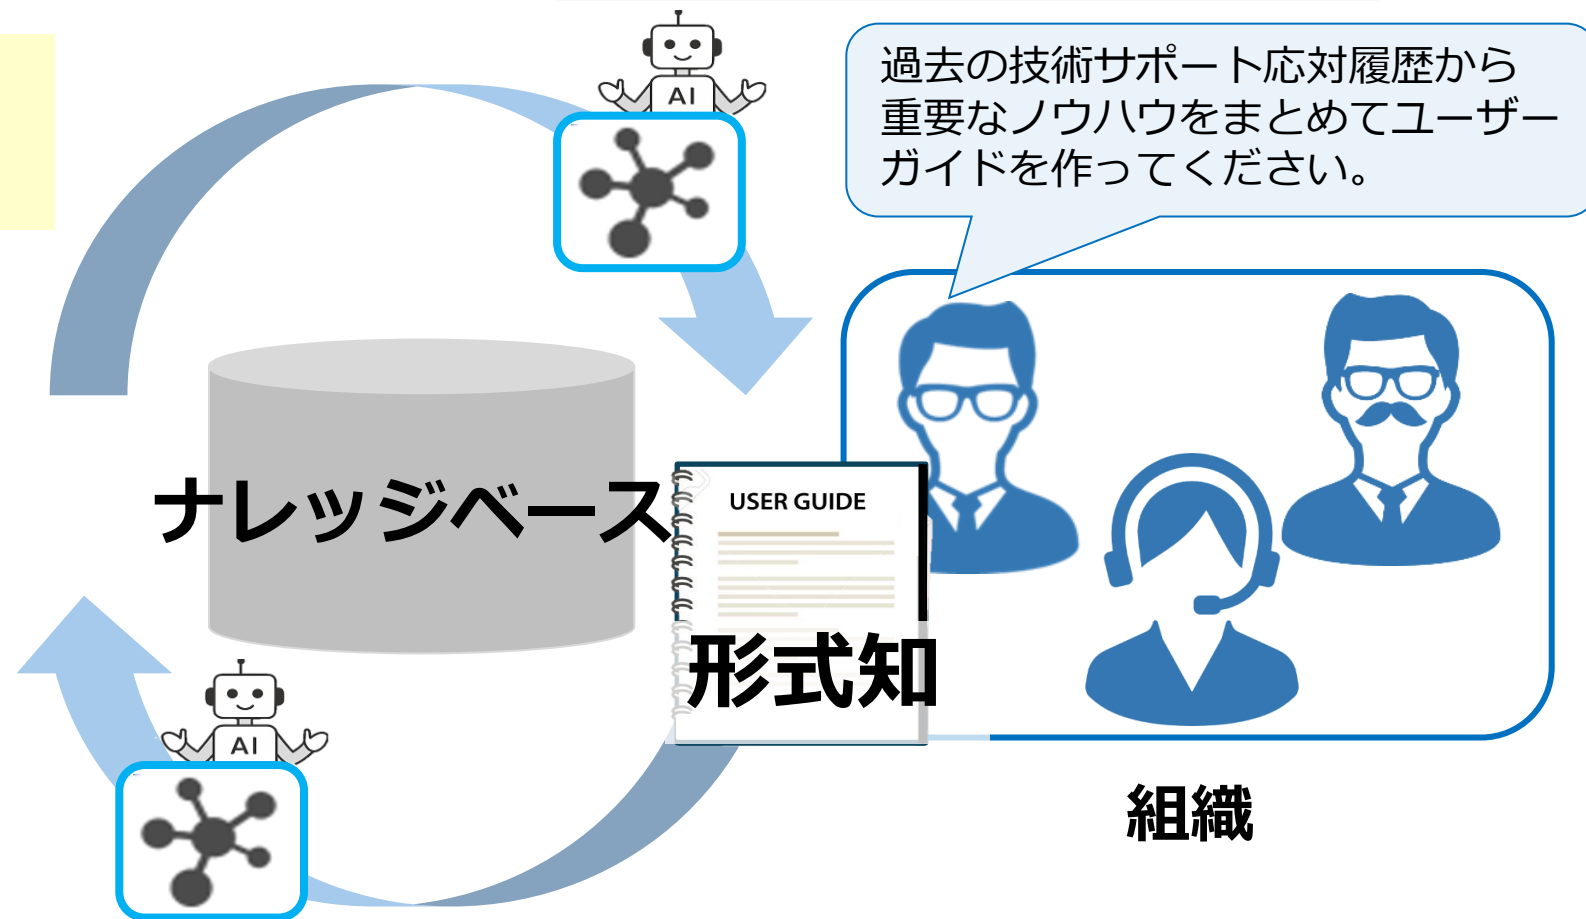 AI
過去の技術サポート応対履歴から
重要なノウハウをまとめてユーザー
ガイドを作ってください。
ナレッジベース
USER GUIDE
形式知
AI
組織